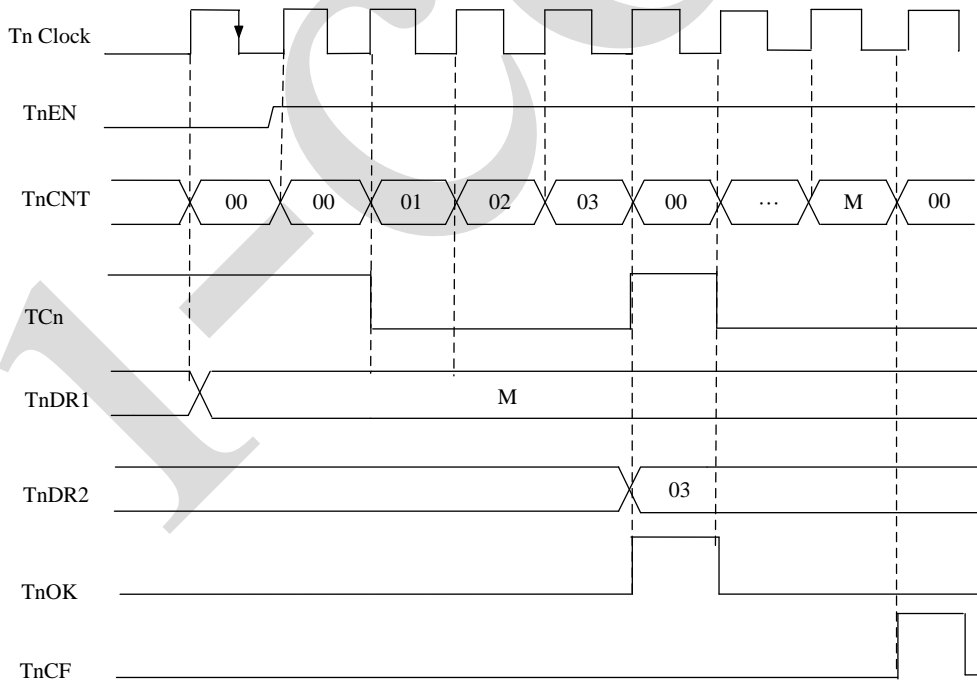 Tn Clock
TnEN
TnCNT 00 00 01 02 03 00 ... M 00
TCn
TnDR1 M
TnDR2 03
TnOK
TnCF